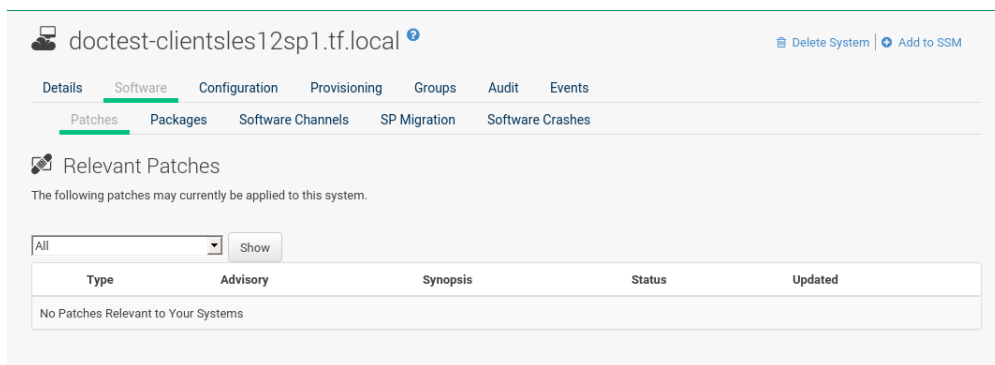 doctest-clientsles12sp1.tf.local ?
Delete System | Add to SSM
Details Software Configuration Provisioning Groups Audit Events
Patches Packages Software Channels SP Migration Software Crashes
Relevant Patches
The following patches may currently be applied to this system.
All Show
Type Advisory Synopsis Status Updated
No Patches Relevant to Your Systems